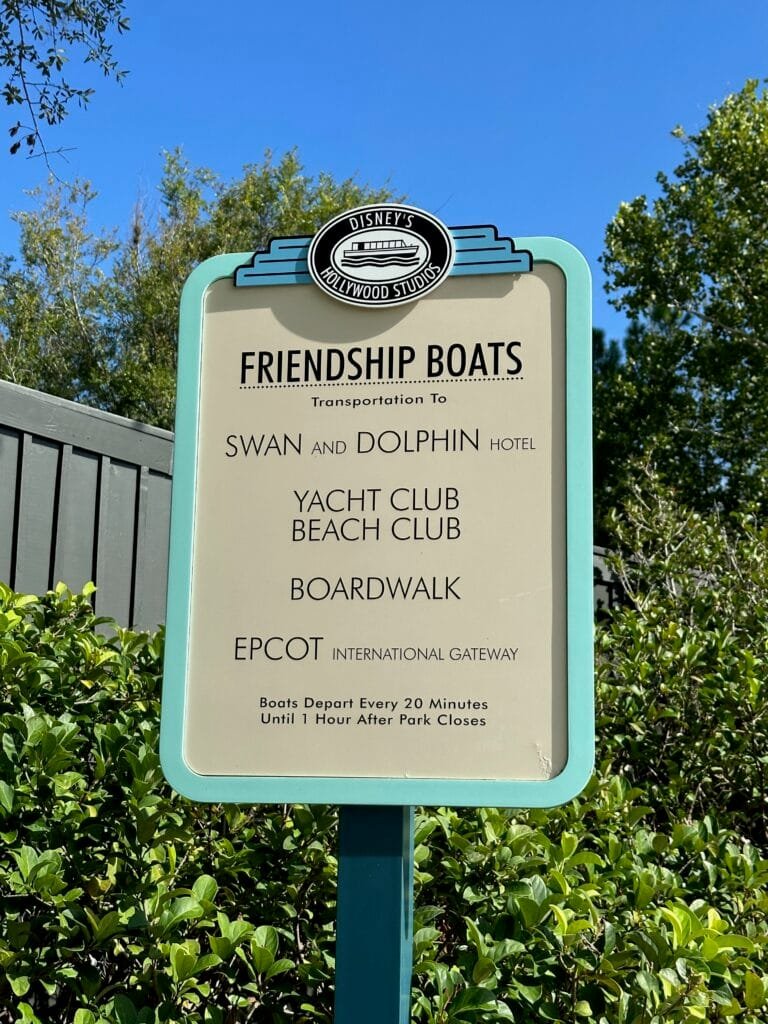 DISNEY'S
HOLLYWOOD STUDIOS
FRIENDSHIP BOATS
Transportation To
SWAN AND DOLPHIN HOTEL
YACHT CLUB
BEACH CLUB
BOARDWALK
EPCOT INTERNATIONAL GATEWAY
Boats Depart Every 20 Minutes
Until 1 Hour After Park Closes